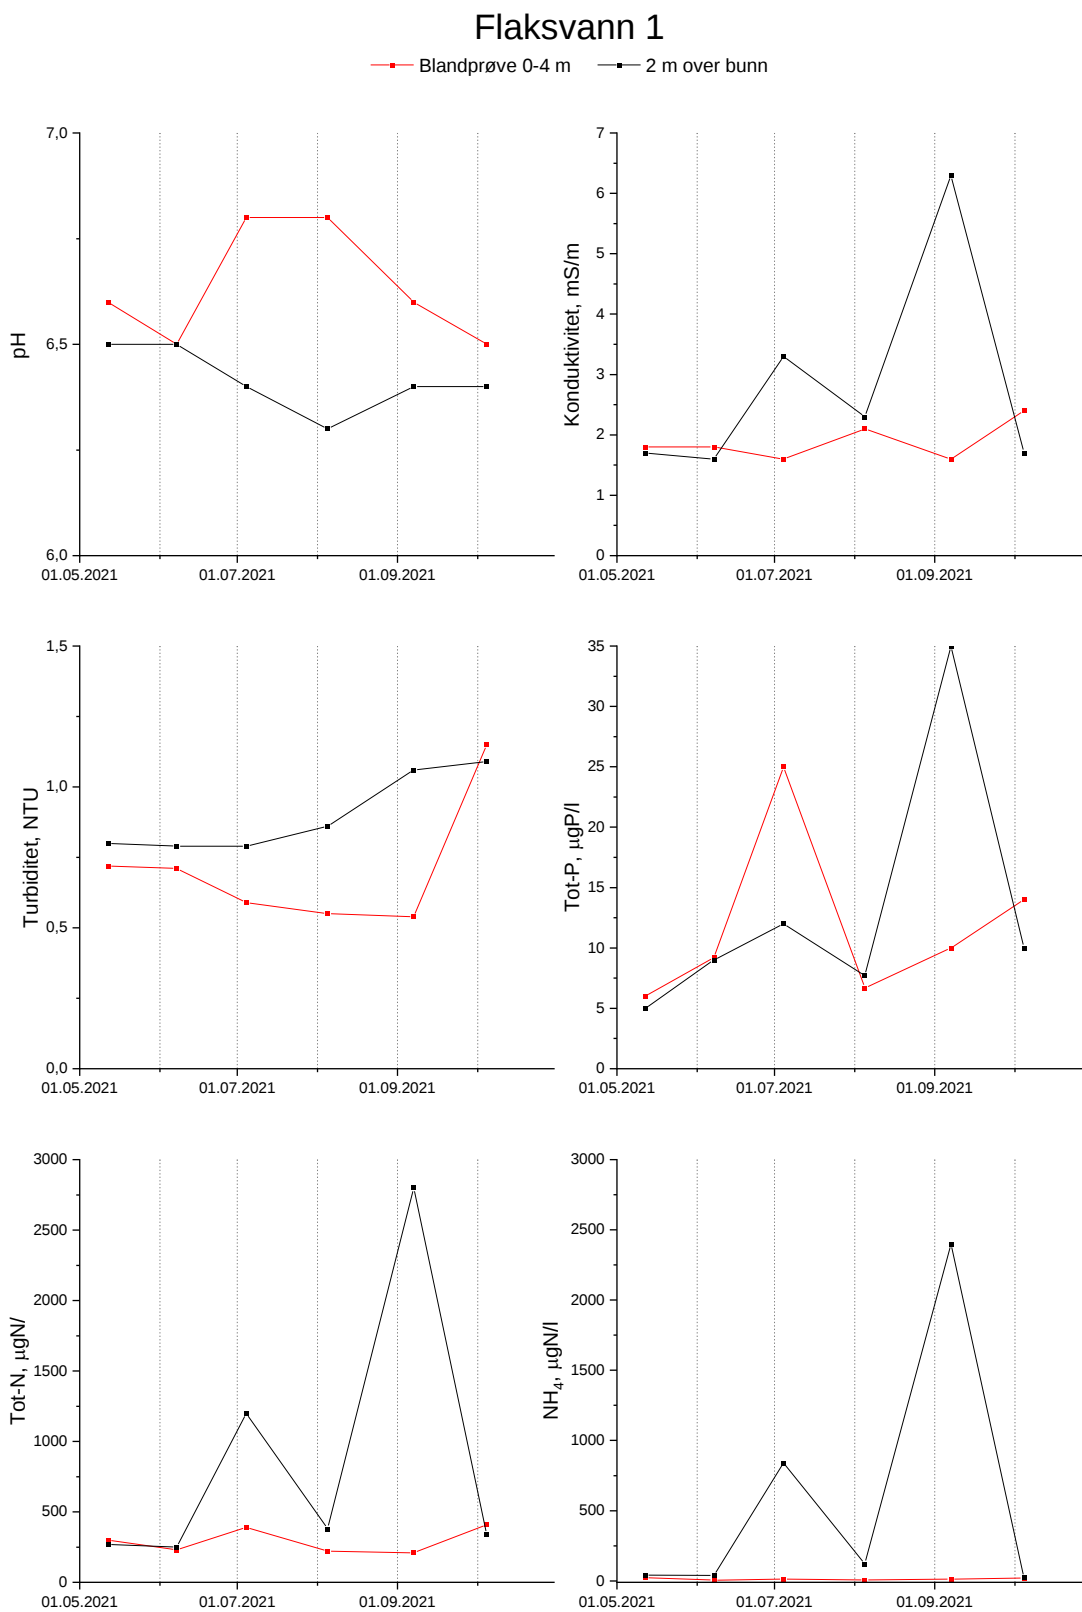 Flaksvann 1
Blandprøve 0-4 m 2 m over bunn
7,0
6,5
6,0
pH
01.05.2021 01.07.2021 01.09.2021
7
6
5
4
3
2
1
0
Konduktivitet, mS/m
01.05.2021 01.07.2021 01.09.2021
1,5
1,0
0,5
0,0
Turbiditet, NTU
01.05.2021 01.07.2021 01.09.2021
35
30
25
20
15
10
5
0
Tot-P, µgP/l
01.05.2021 01.07.2021 01.09.2021
3000
2500
2000
1500
1000
500
0
Tot-N, µgN/
01.05.2021 01.07.2021 01.09.2021
3000
2500
2000
1500
1000
500
0
NH₄, µgN/l
01.05.2021 01.07.2021 01.09.2021